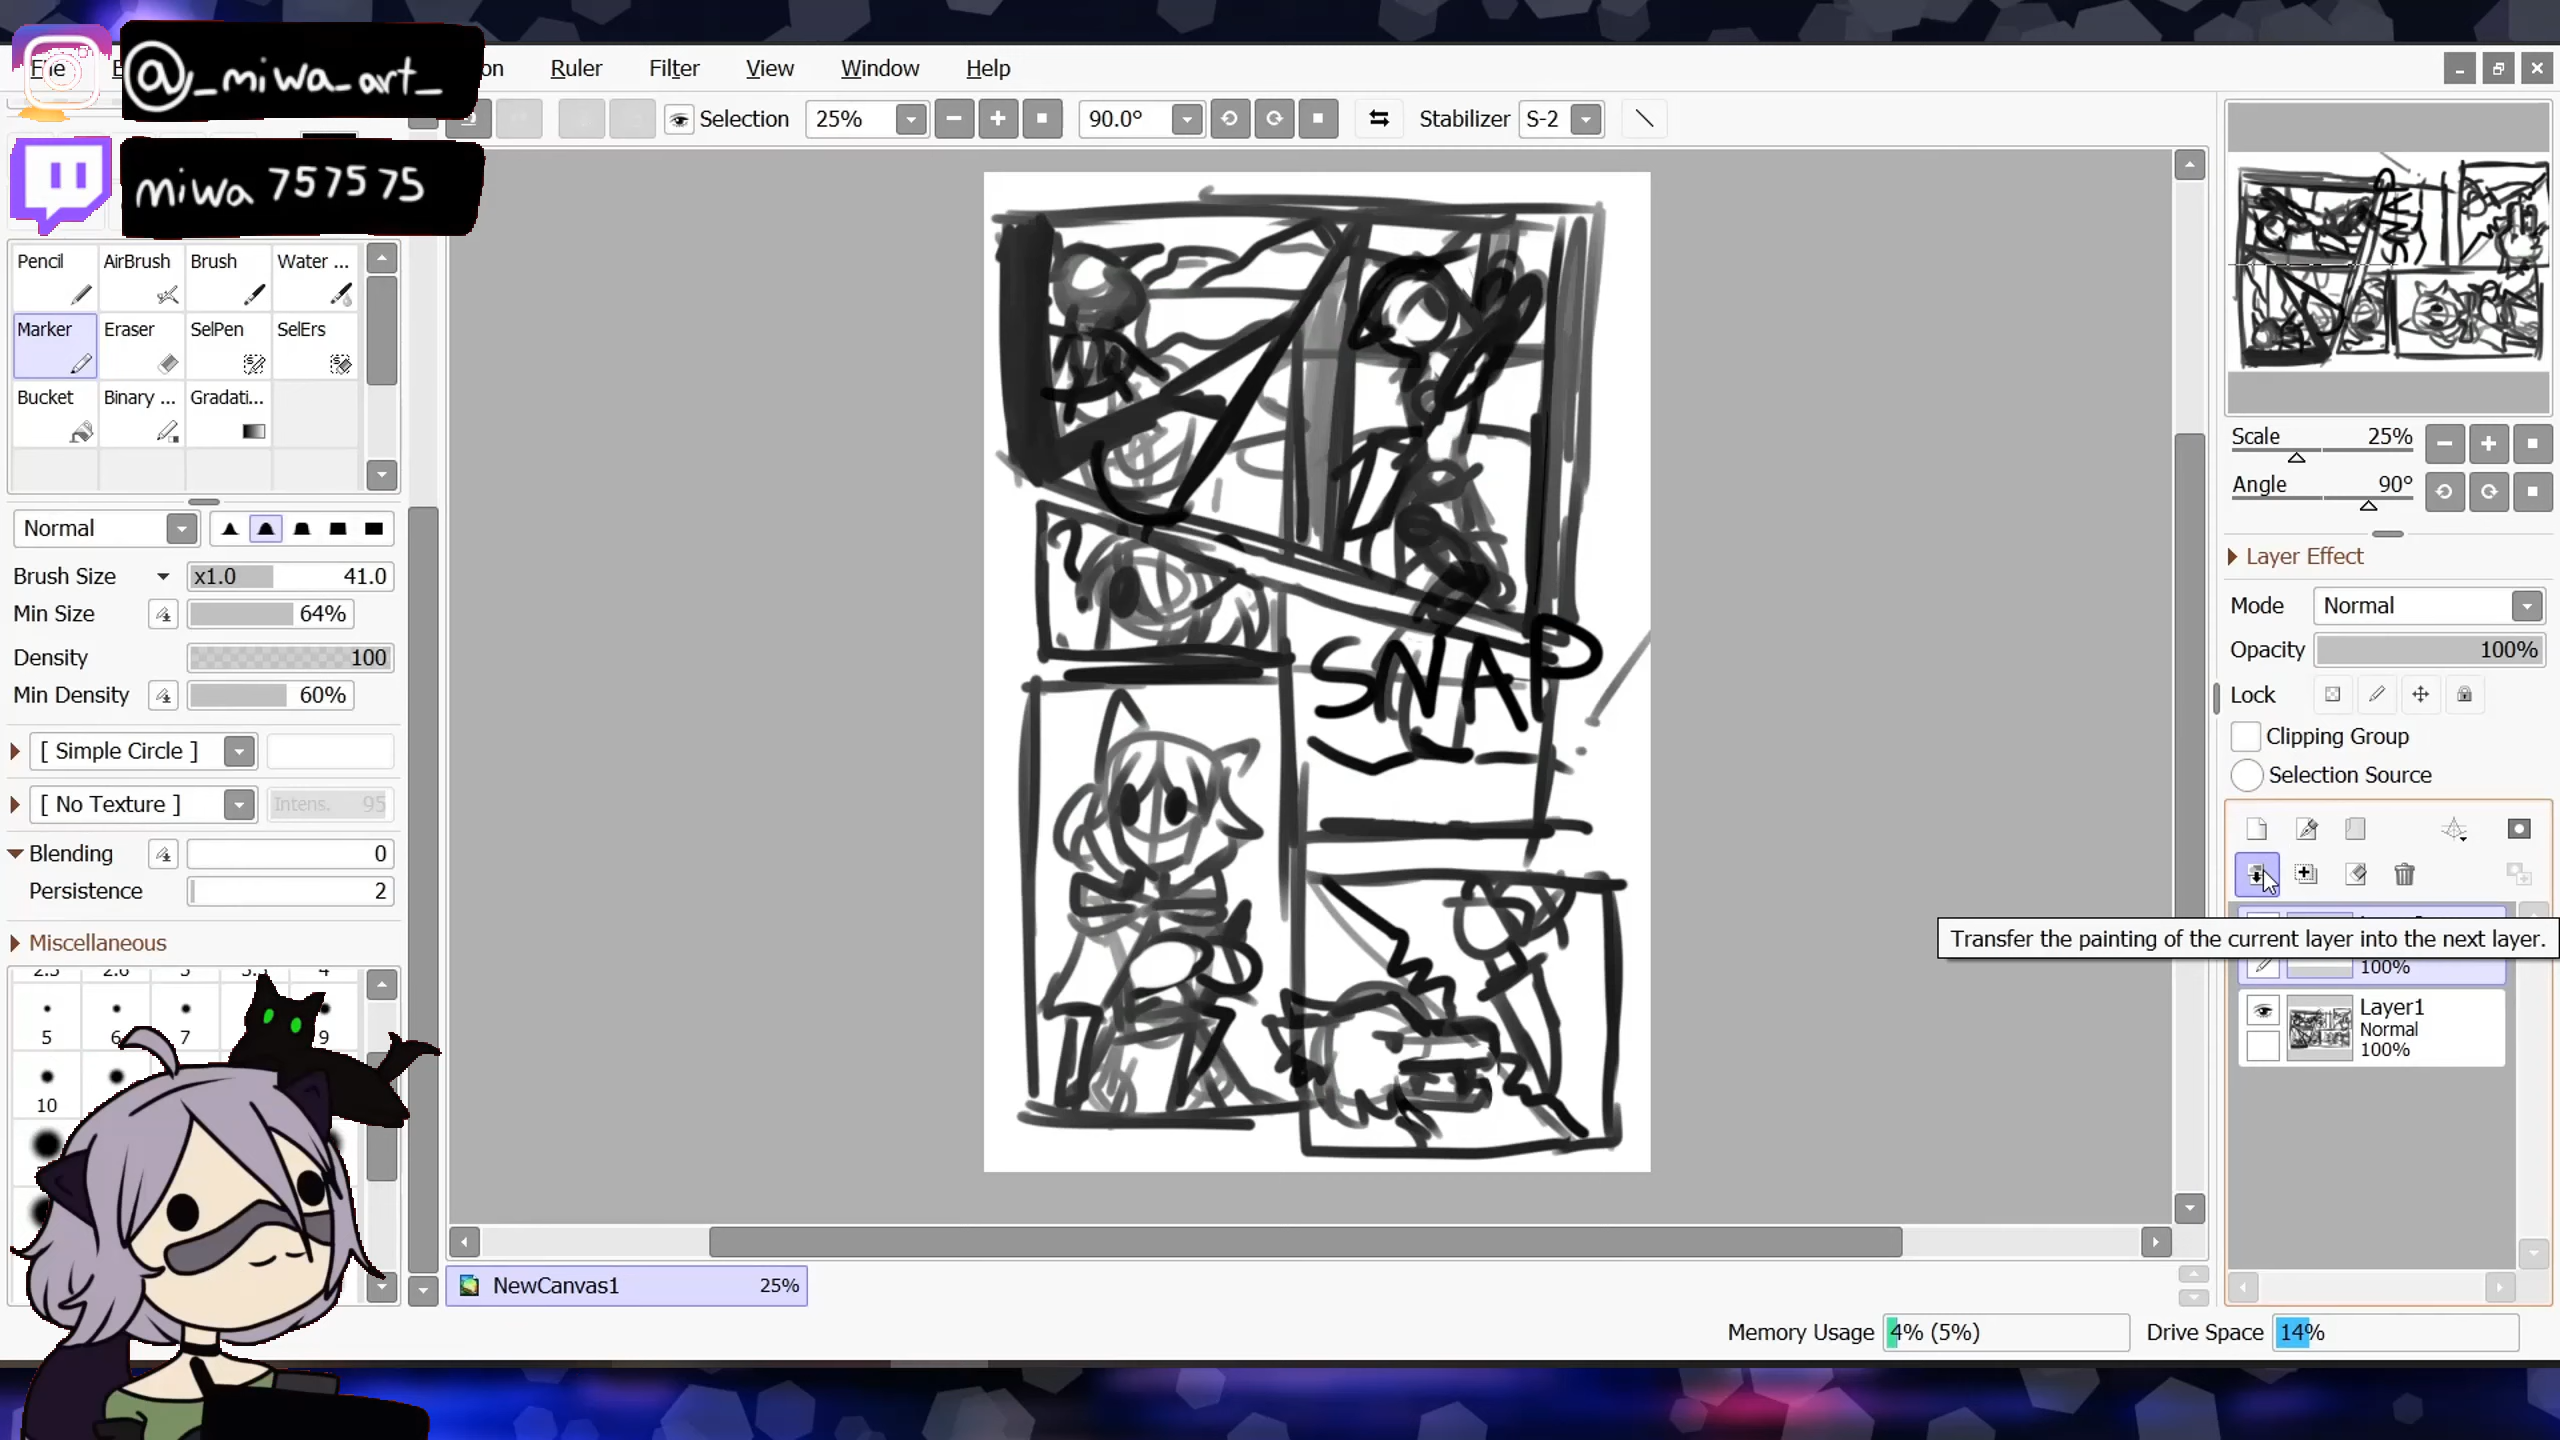 @_miwa_art_
miwa 757575
File
on
Ruler
Filter
View
Window
Help
Selection
25%
90.0°
Stabilizer
S-2
Pencil
AirBrush
Brush
Water ...
Marker
Eraser
SelPen
SelErs
Bucket
Binary ...
Gradati...
Normal
Brush Size
x1.0
41.0
Min Size
64%
Density
100
Min Density
60%
[ Simple Circle ]
[ No Texture ]
Intens. 95
Blending
0
Persistence
2
Miscellaneous
5
6
7
9
10
SNAP
NewCanvas1
25%
Scale
25%
Angle
90°
Layer Effect
Mode
Normal
Opacity
100%
Lock
Clipping Group
Selection Source
Transfer the painting of the current layer into the next layer.
100%
Layer1
Normal
100%
Memory Usage
4% (5%)
Drive Space
14%